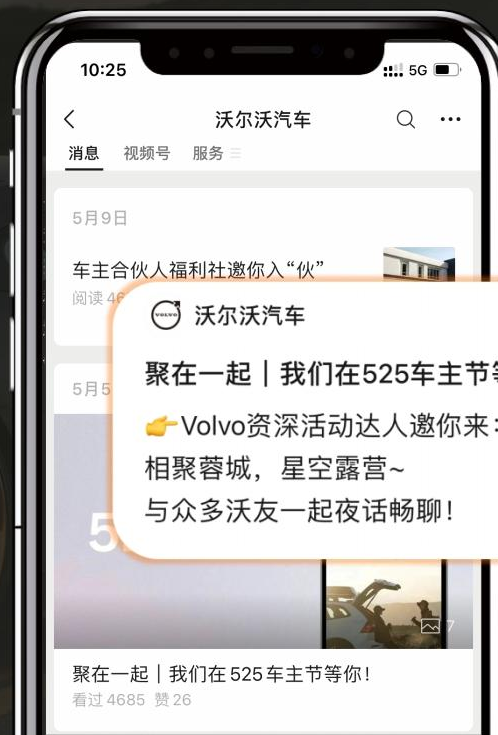 10:25
5G
沃尔沃汽车
消息 视频号 服务
5月9日
车主合伙人福利社邀你入“伙”
阅读 46
VOLVO
沃尔沃汽车
聚在一起｜我们在525车主节
👉Volvo资深活动达人邀你来：
相聚蓉城，星空露营~
与众多沃友一起夜话畅聊！
5月5
5
7
聚在一起｜我们在525车主节等你！
看过 4685 赞 26